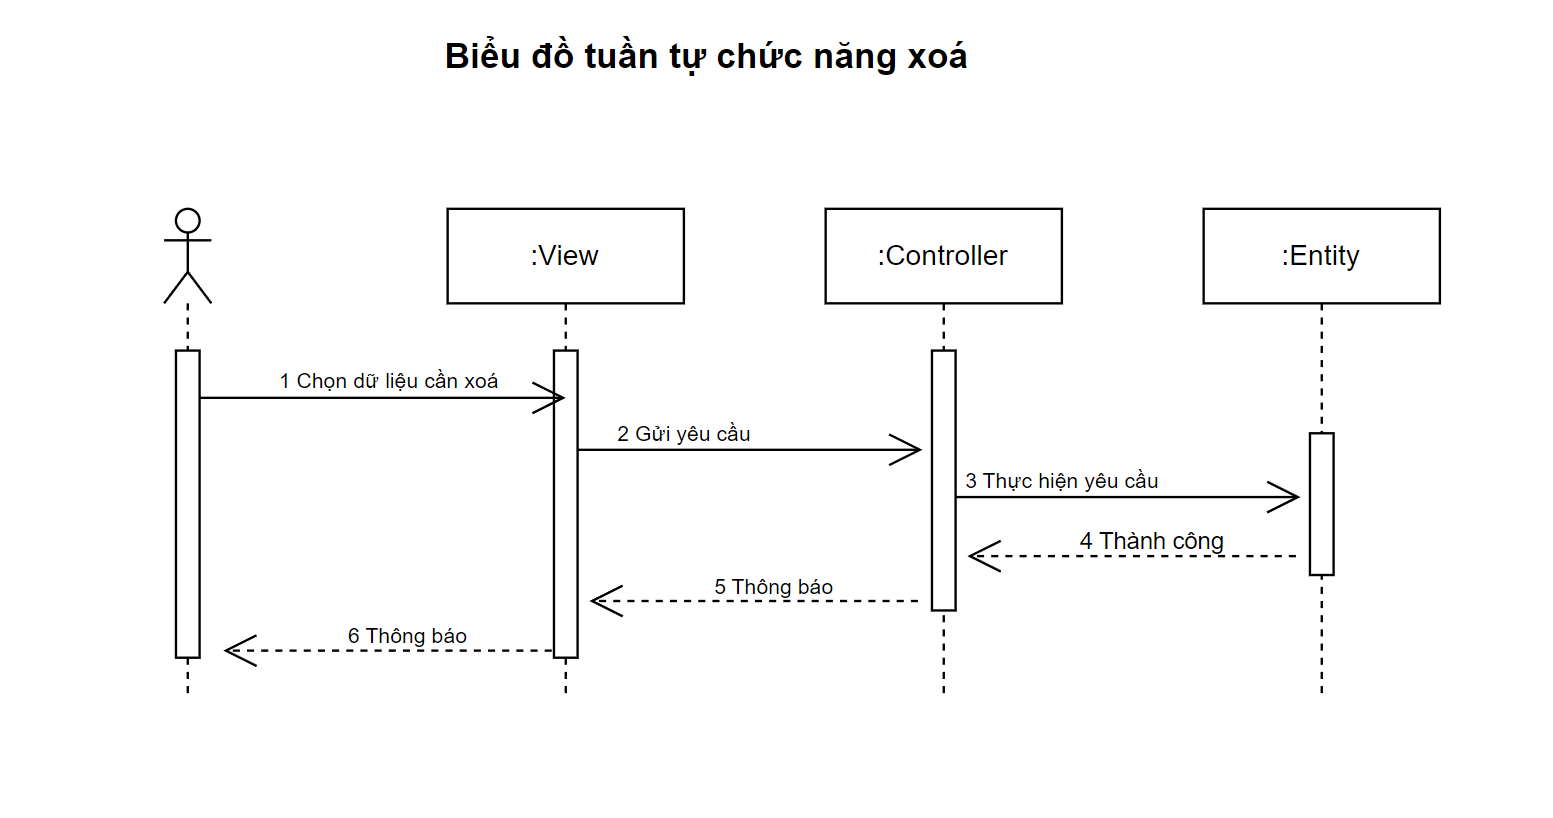 Biểu đồ tuần tự chức năng xoá
:View
:Controller
:Entity
1 Chọn dữ liệu cần xoá
2 Gửi yêu cầu
3 Thực hiện yêu cầu
4 Thành công
5 Thông báo
6 Thông báo